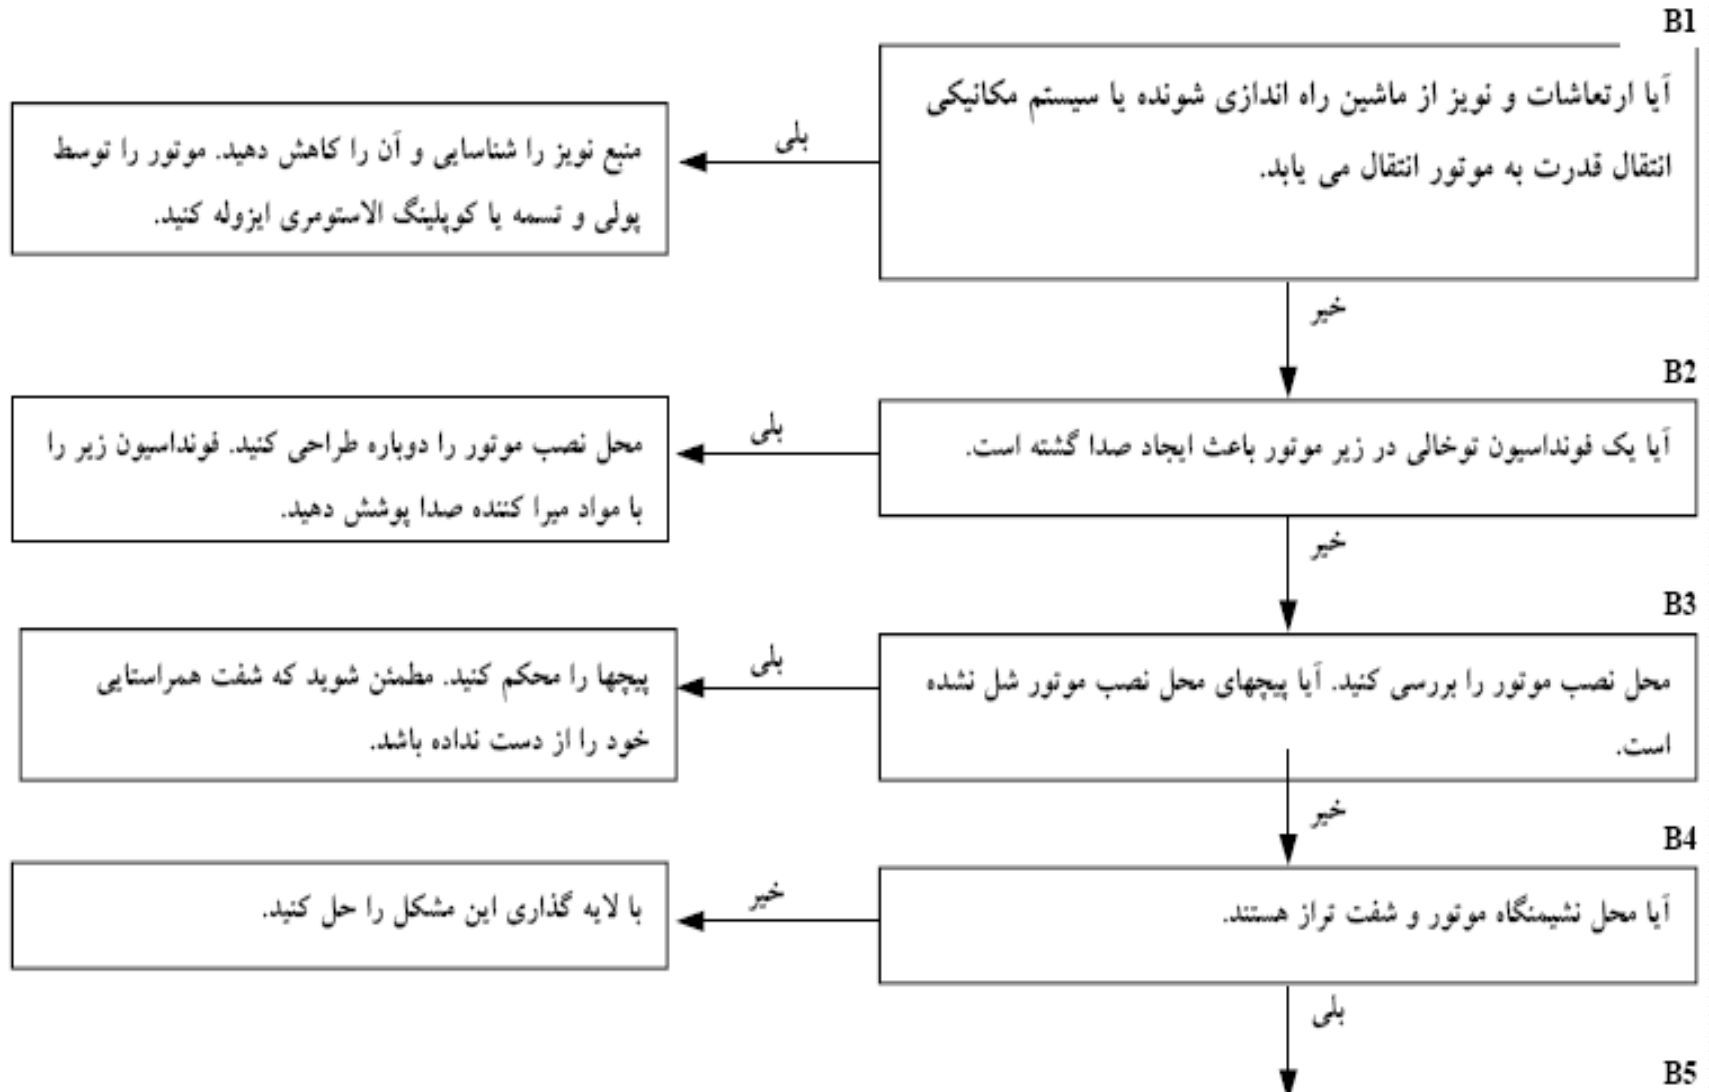 B1
آیا ارتعاشات و نویز از ماشین راه اندازی شونده یا سیستم مکانیکی
انتقال قدرت به موتور انتقال می یابد.
بلی
منبع نویز را شناسایی و آن را کاهش دهید. موتور را توسط
پولی و تسمه یا کوپلینگ الاستومری ایزوله کنید.
خیر
B2
آیا یک فونداسیون توخالی در زیر موتور باعث ایجاد صدا گشته است.
بلی
محل نصب موتور را دوباره طراحی کنید. فونداسیون زیر را
با مواد میرا کننده صدا پوشش دهید.
خیر
B3
محل نصب موتور را بررسی کنید. آیا پیچهای محل نصب موتور شل نشده
است.
بلی
پیچها را محکم کنید. مطمئن شوید که شفت همراستایی
خود را از دست نداده باشد.
خیر
B4
آیا محل نشیمنگاه موتور و شفت تراز هستند.
خیر
با لایه گذاری این مشکل را حل کنید.
بلی
B5